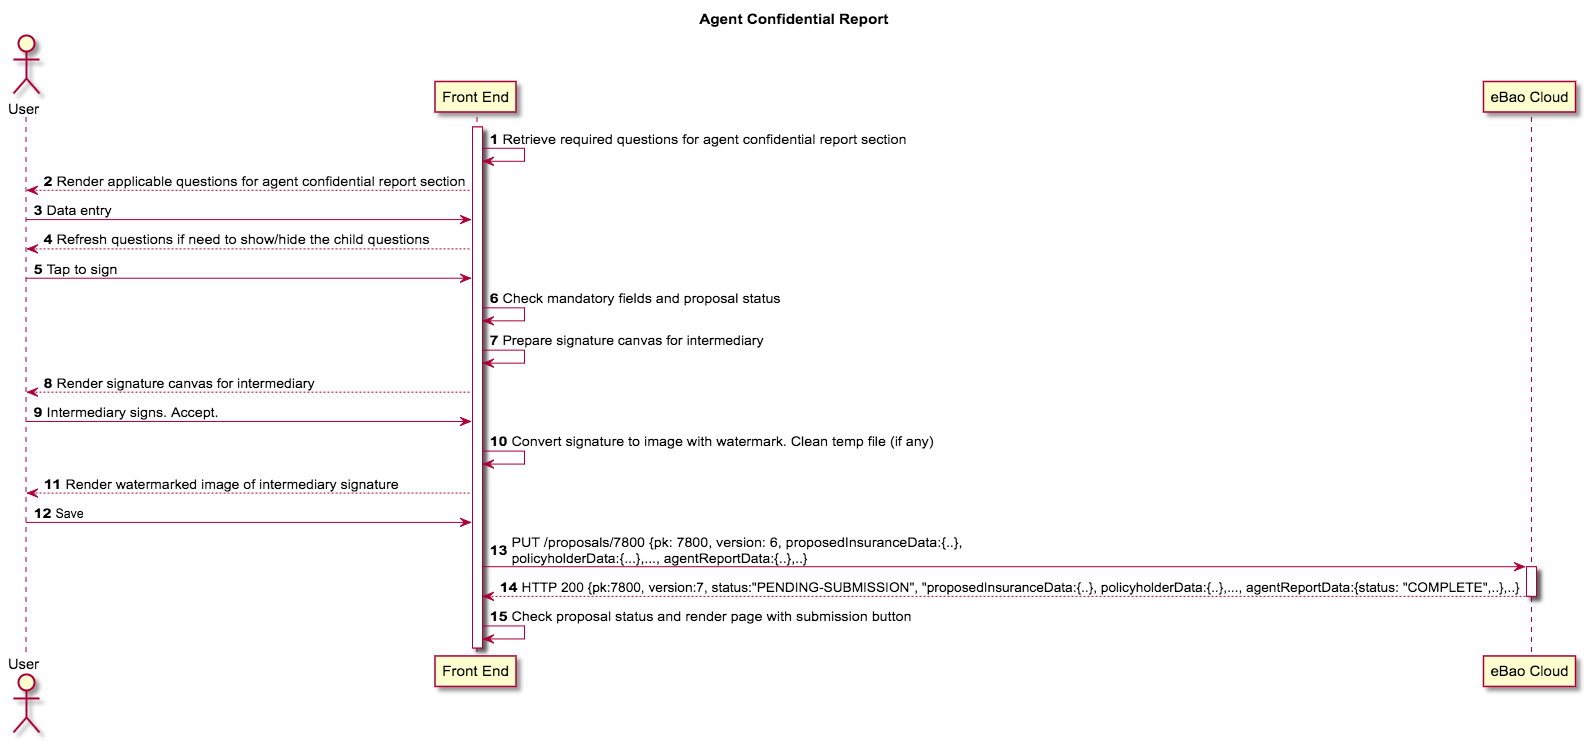 Agent Confidential Report
User
Front End
eBao Cloud
1 Retrieve required questions for agent confidential report section
2 Render applicable questions for agent confidential report section
3 Data entry
4 Refresh questions if need to show/hide the child questions
5 Tap to sign
6 Check mandatory fields and proposal status
7 Prepare signature canvas for intermediary
8 Render signature canvas for intermediary
9 Intermediary signs. Accept.
10 Convert signature to image with watermark. Clean temp file (if any)
11 Render watermarked image of intermediary signature
12 Save
13 PUT /proposals/7800 {pk: 7800, version: 6, proposedInsuranceData:{..},
policyholderData:{...},..., agentReportData:{..},..}
14 HTTP 200 {pk:7800, version:7, status:"PENDING-SUBMISSION", "proposedInsuranceData:{..}, policyholderData:{..},..., agentReportData:{status: "COMPLETE",..},..}
15 Check proposal status and render page with submission button
User
Front End
eBao Cloud